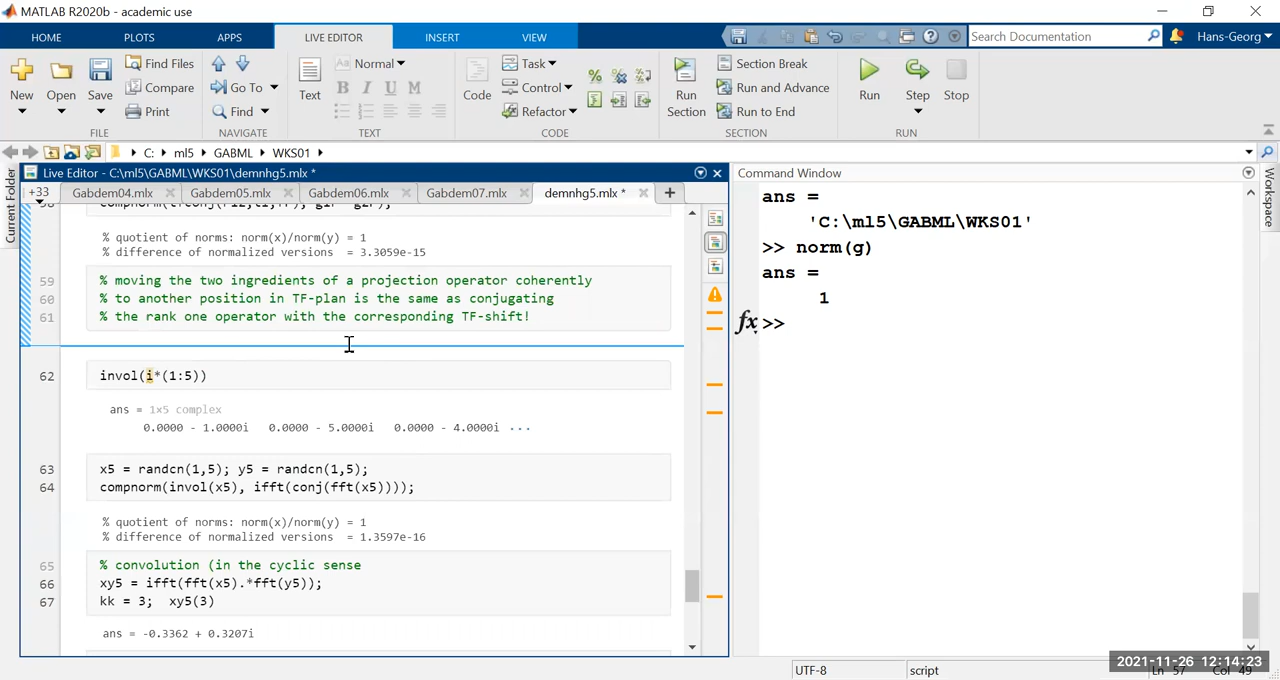 MATLAB R2020b - academic use
HOME PLOTS APPS LIVE EDITOR INSERT VIEW Search Documentation Hans-Georg
New Open Save Find Files Compare Print Go To Find Text Normal B I U M Code Task Control Refactor Run Section Section Break Run and Advance Run to End Run Step Stop
FILE NAVIGATE TEXT CODE SECTION RUN
C: ml5 GABML WKS01
Current Folder
Live Editor - C:\ml5\GABML\WKS01\demnhg5.mlx *
+33 Gabdem04.mlx Gabdem05.mlx Gabdem06.mlx Gabdem07.mlx demnhg5.mlx * +
% quotient of norms: norm(x)/norm(y) = 1
% difference of normalized versions = 3.3059e-15
59 % moving the two ingredients of a projection operator coherently
60 % to another position in TF-plan is the same as conjugating
61 % the rank one operator with the corresponding TF-shift!
62 invol(i*(1:5))
ans = 1x5 complex
0.0000 - 1.0000i 0.0000 - 5.0000i 0.0000 - 4.0000i ...
63 x5 = randcn(1,5); y5 = randcn(1,5);
64 compnorm(invol(x5), ifft(conj(fft(x5))));
% quotient of norms: norm(x)/norm(y) = 1
% difference of normalized versions = 1.3597e-16
65 % convolution (in the cyclic sense
66 xy5 = ifft(fft(x5).*fft(y5));
67 kk = 3; xy5(3)
ans = -0.3362 + 0.3207i
Command Window
ans =
'C:\ml5\GABML\WKS01'
>> norm(g)
ans =
1
fx >>
Workspace
UTF-8 script Ln 57 Col 49
2021-11-26 12:14:23